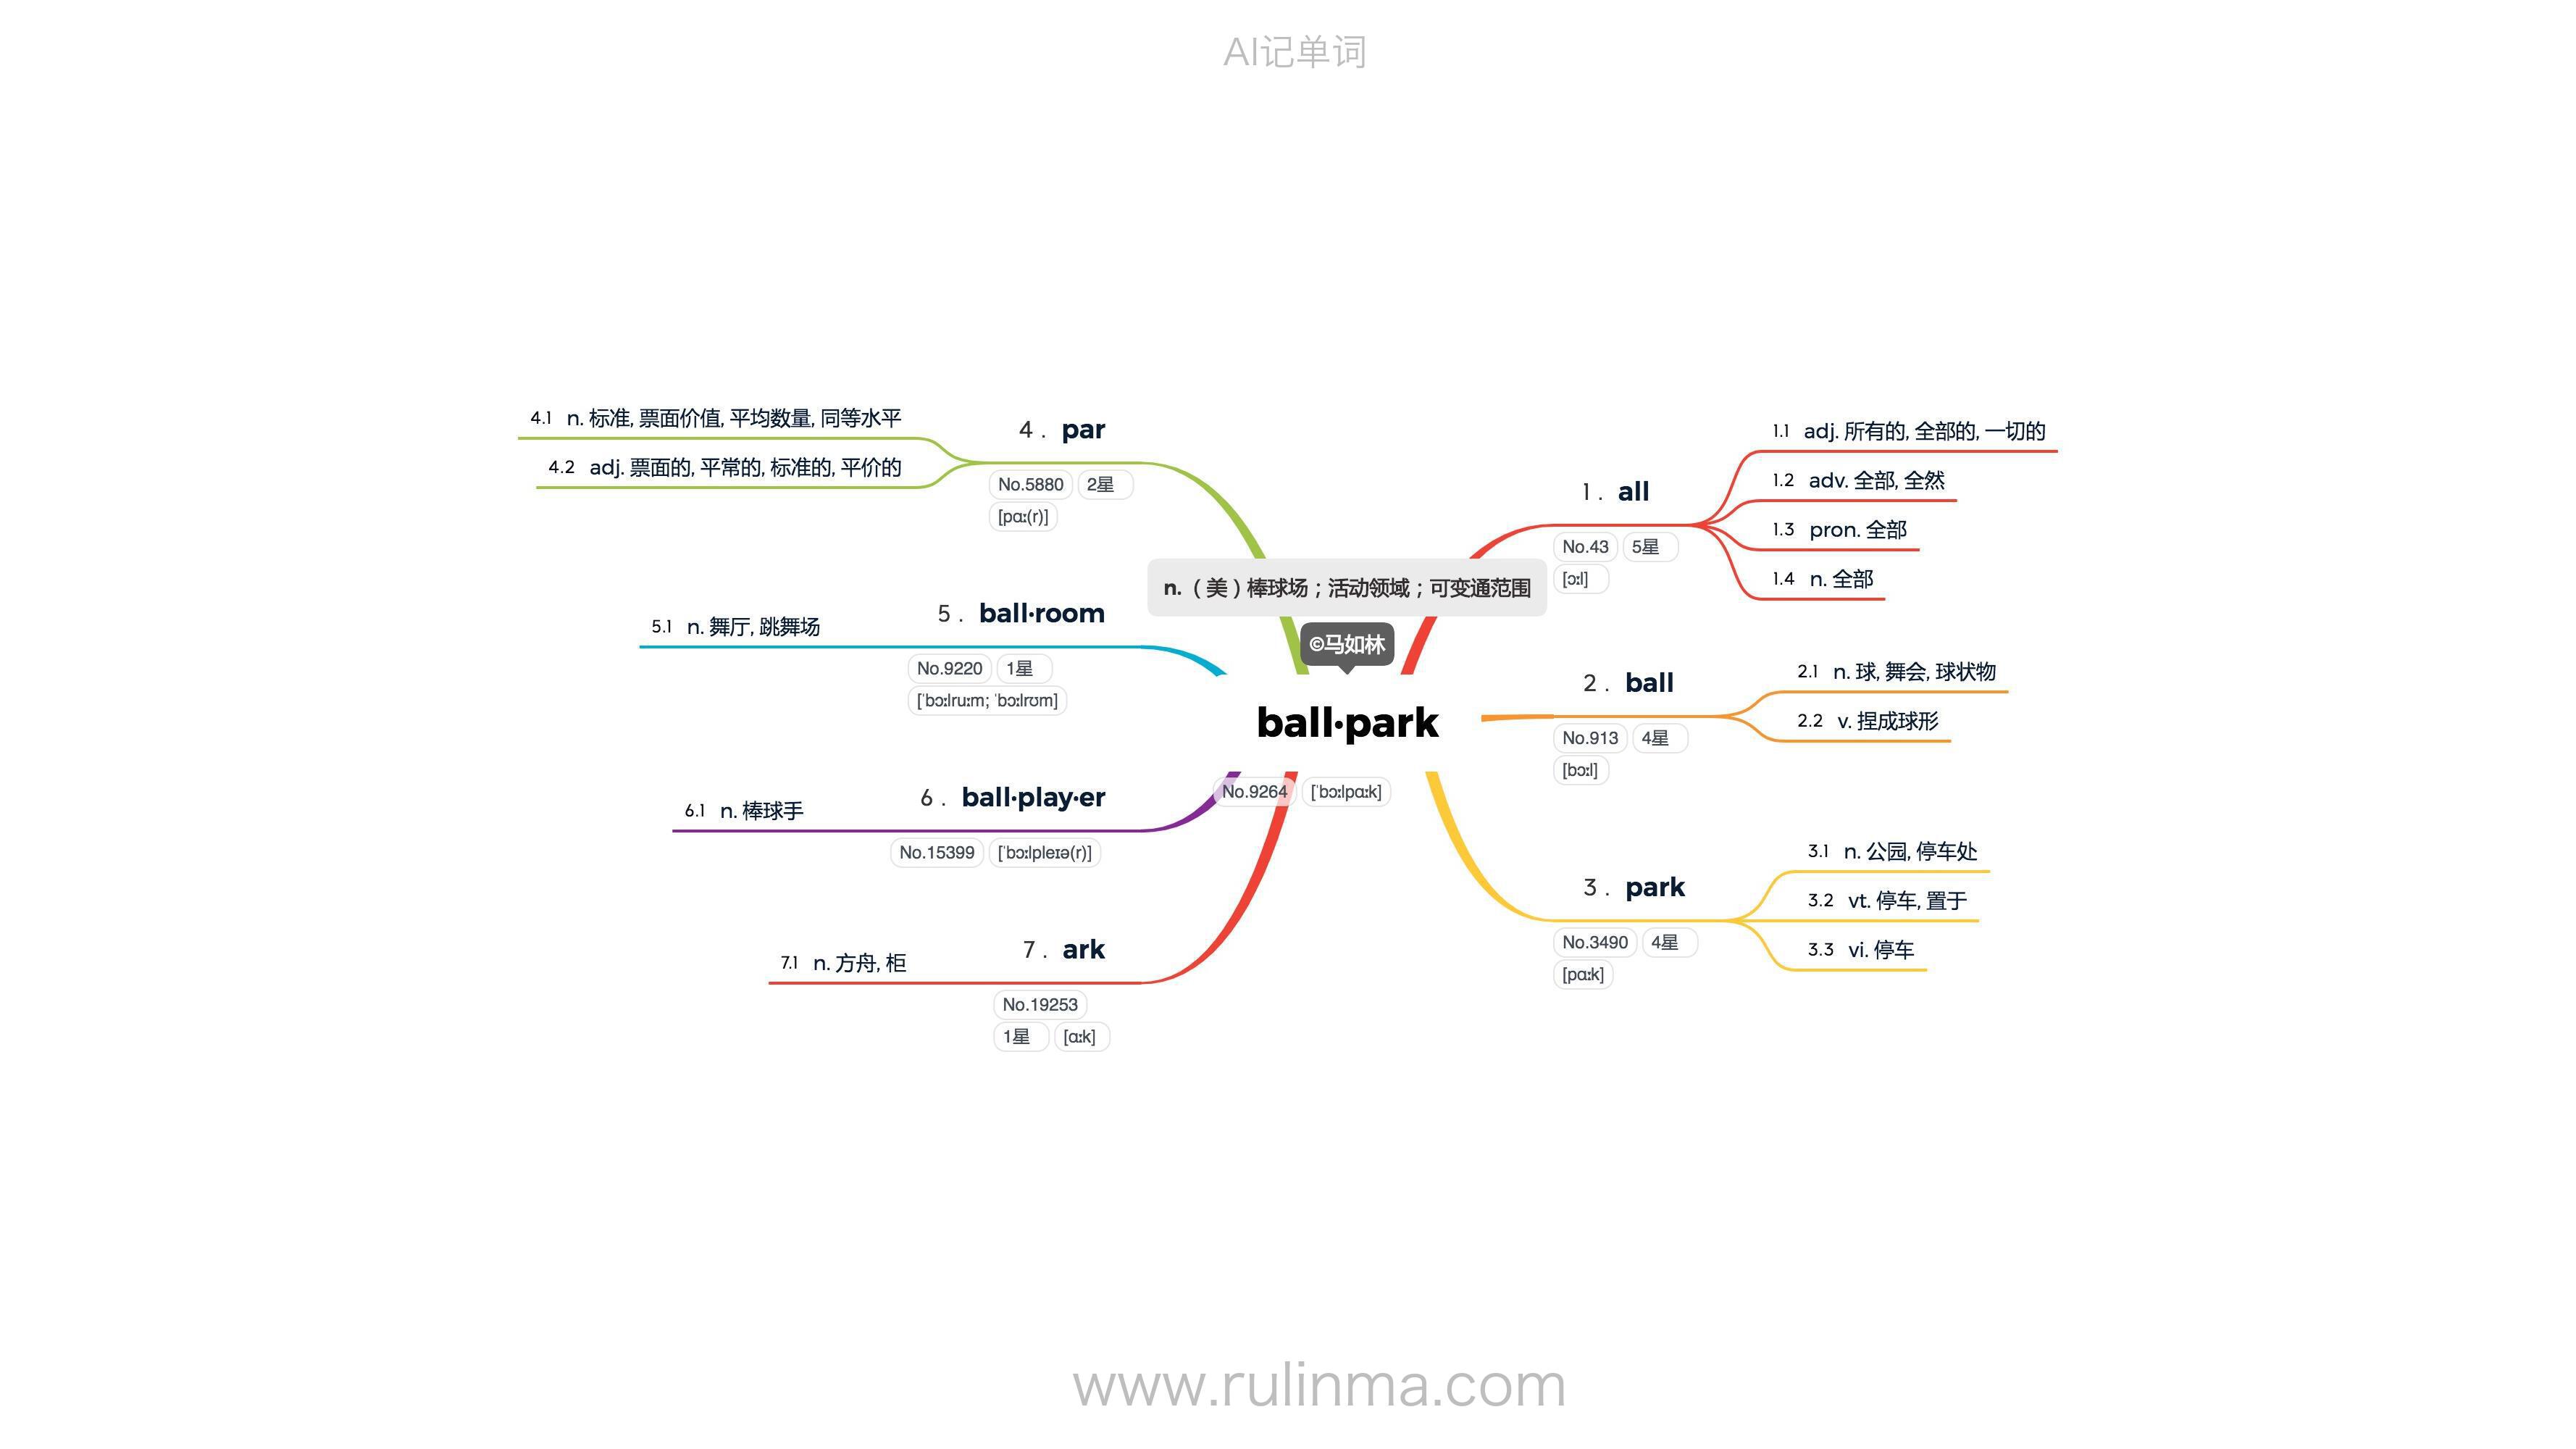 AI记单词
n.（美）棒球场；活动领域；可变通范围
©马如林
ball·park
No.9264 [ˈbɔːlpɑːk]
1. all
No.43 5星
[ɔːl]
1.1 adj. 所有的, 全部的, 一切的
1.2 adv. 全部, 全然
1.3 pron. 全部
1.4 n. 全部
2. ball
No.913 4星
[bɔːl]
2.1 n. 球, 舞会, 球状物
2.2 v. 捏成球形
3. park
No.3490 4星
[pɑːk]
3.1 n. 公园, 停车处
3.2 vt. 停车, 置于
3.3 vi. 停车
4. par
No.5880 2星
[pɑː(r)]
4.1 n. 标准, 票面价值, 平均数量, 同等水平
4.2 adj. 票面的, 平常的, 标准的, 平价的
5. ball·room
No.9220 1星
[ˈbɔːlruːm; ˈbɔːlrʊm]
5.1 n. 舞厅, 跳舞场
6. ball·play·er
No.15399 [ˈbɔːlpleɪə(r)]
6.1 n. 棒球手
7. ark
No.19253
1星 [ɑːk]
7.1 n. 方舟, 柜
www.rulinma.com